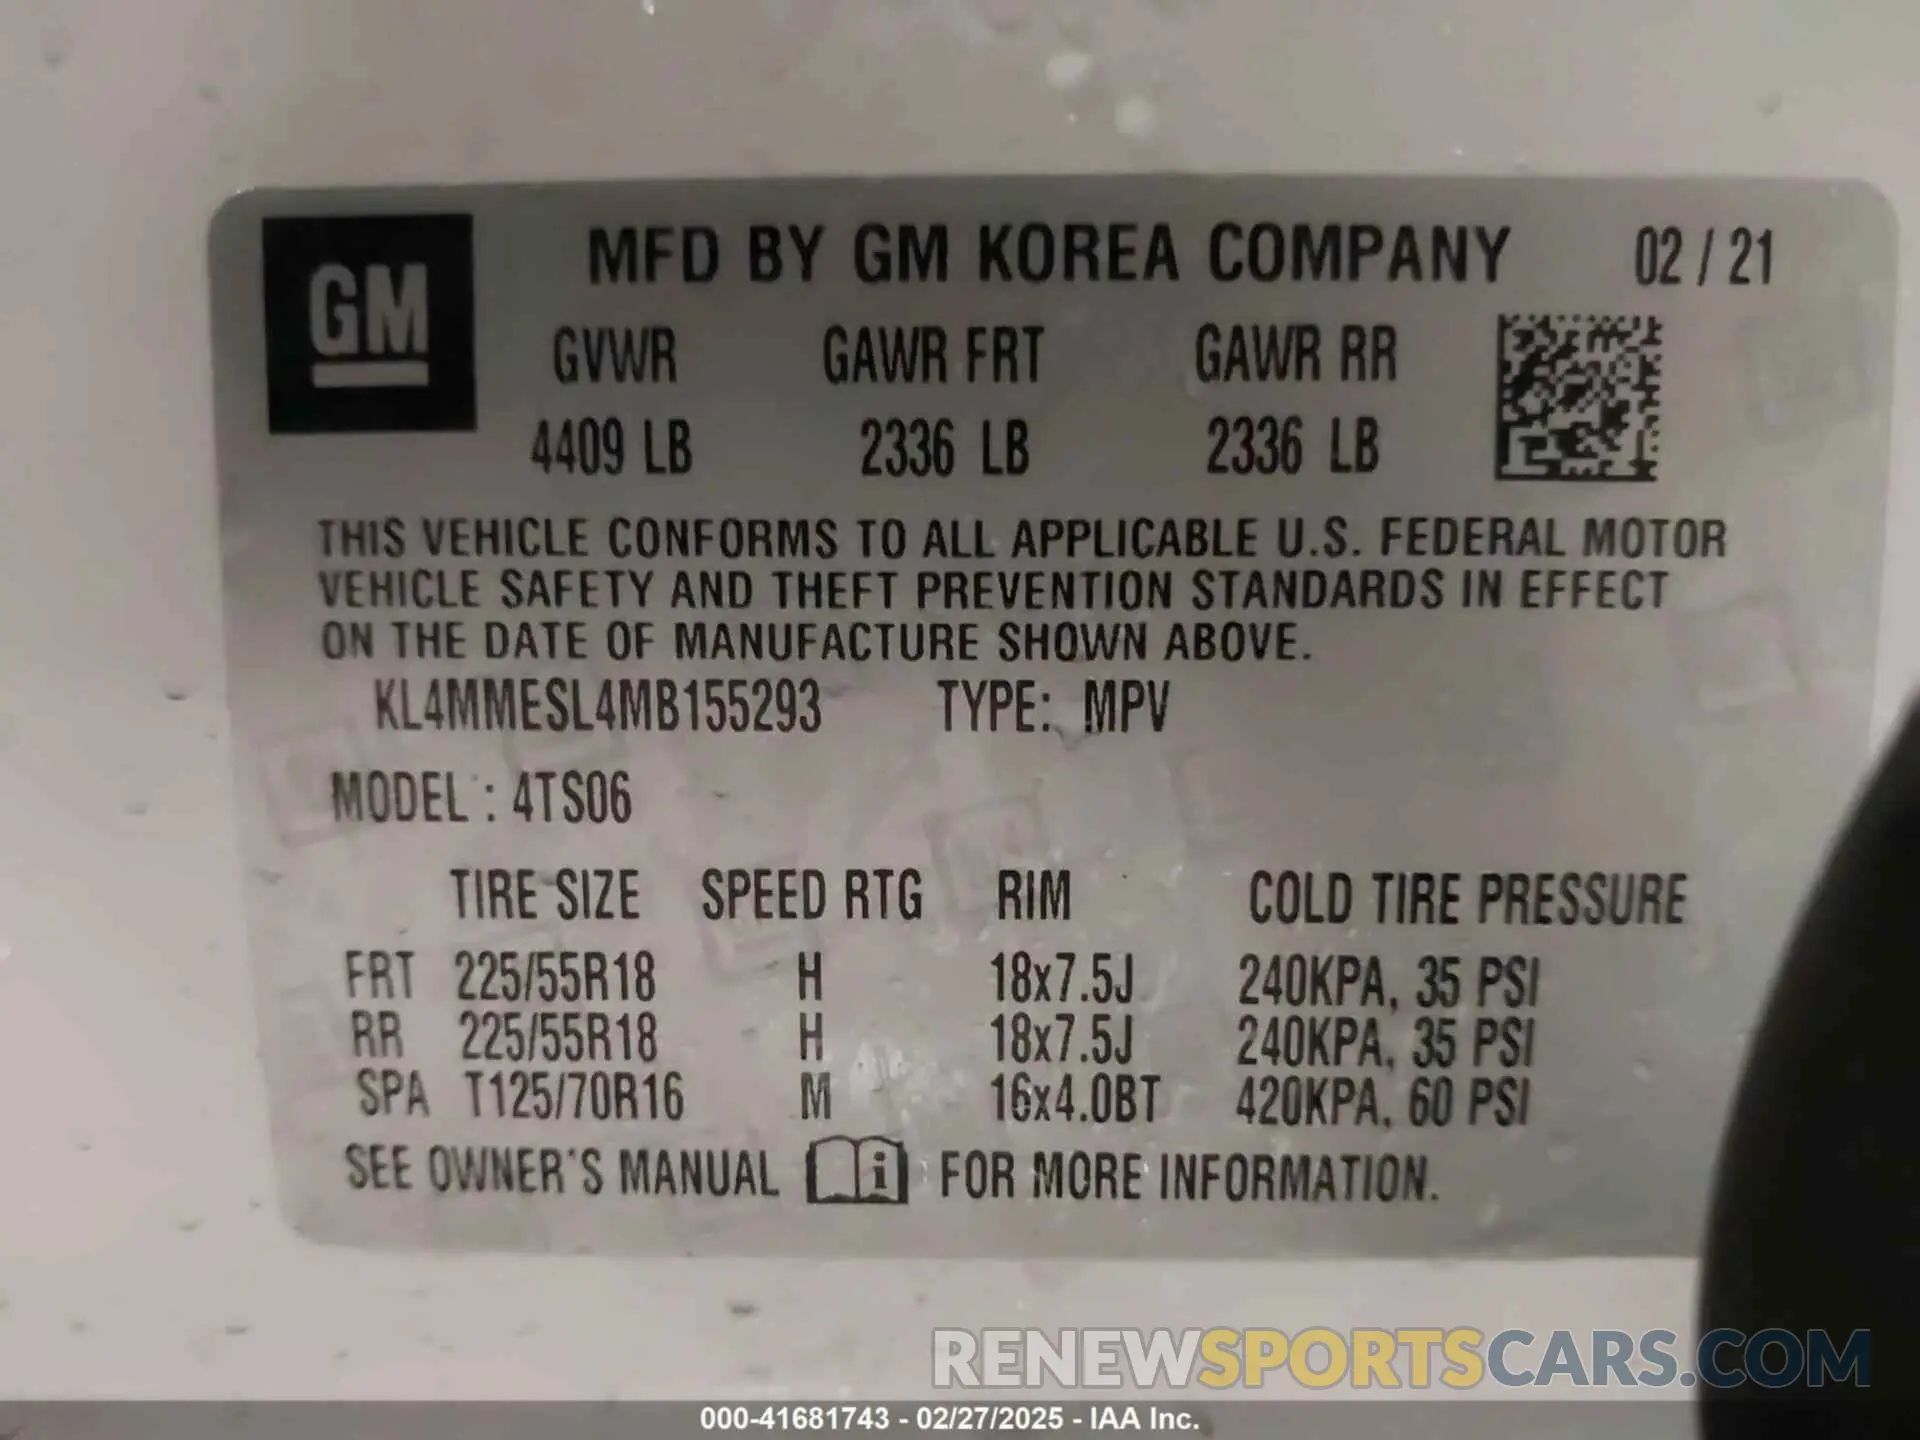 GM
MFD BY GM KOREA COMPANY 02 / 21
GVWR GAWR FRT GAWR RR
4409 LB 2336 LB 2336 LB
THIS VEHICLE CONFORMS TO ALL APPLICABLE U.S. FEDERAL MOTOR
VEHICLE SAFETY AND THEFT PREVENTION STANDARDS IN EFFECT
ON THE DATE OF MANUFACTURE SHOWN ABOVE.
KL4MMESL4MB155293 TYPE: MPV
MODEL : 4TS06
TIRE SIZE SPEED RTG RIM COLD TIRE PRESSURE
FRT 225/55R18 H 18x7.5J 240KPA, 35 PSI
RR 225/55R18 H 18x7.5J 240KPA, 35 PSI
SPA T125/70R16 M 16x4.0BT 420KPA, 60 PSI
SEE OWNER'S MANUAL i FOR MORE INFORMATION.
RENEWSPORTSCARS.COM
000-41681743 - 02/27/2025 - IAA Inc.